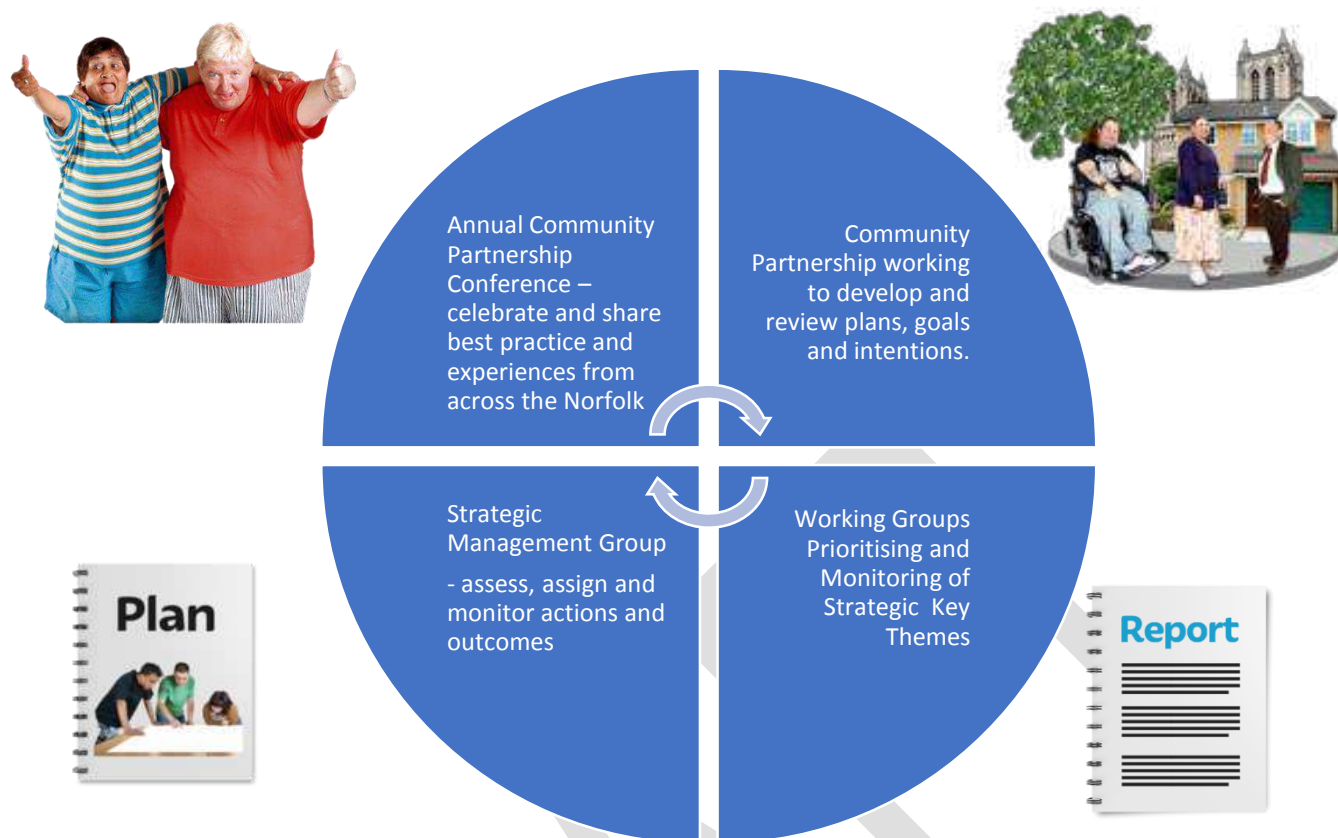 Annual Community
Partnership
Conference –
celebrate and share
best practice and
experiences from
across the Norfolk
Community
Partnership working
to develop and
review plans, goals
and intentions.
Strategic
Management Group
- assess, assign and
monitor actions and
outcomes
Working Groups
Prioritising and
Monitoring of
Strategic  Key
Themes
Plan
Report